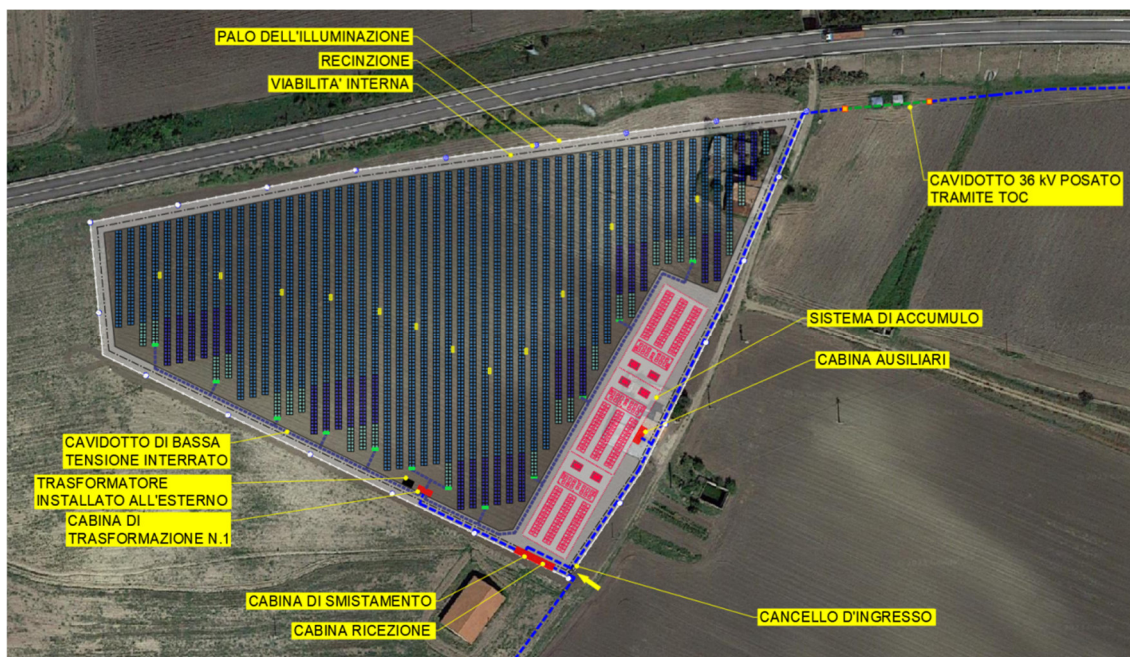 PALO DELL'ILLUMINAZIONE
RECINZIONE
VIABILITA' INTERNA
CAVIDOTTO 36 kV POSATO
TRAMITE TOC
SISTEMA DI ACCUMULO
CABINA AUSILIARI
CAVIDOTTO DI BASSA
TENSIONE INTERRATO
TRASFORMATORE
INSTALLATO ALL'ESTERNO
CABINA DI
TRASFORMAZIONE N.1
CABINA DI SMISTAMENTO
CABINA RICEZIONE
CANCELLO D'INGRESSO